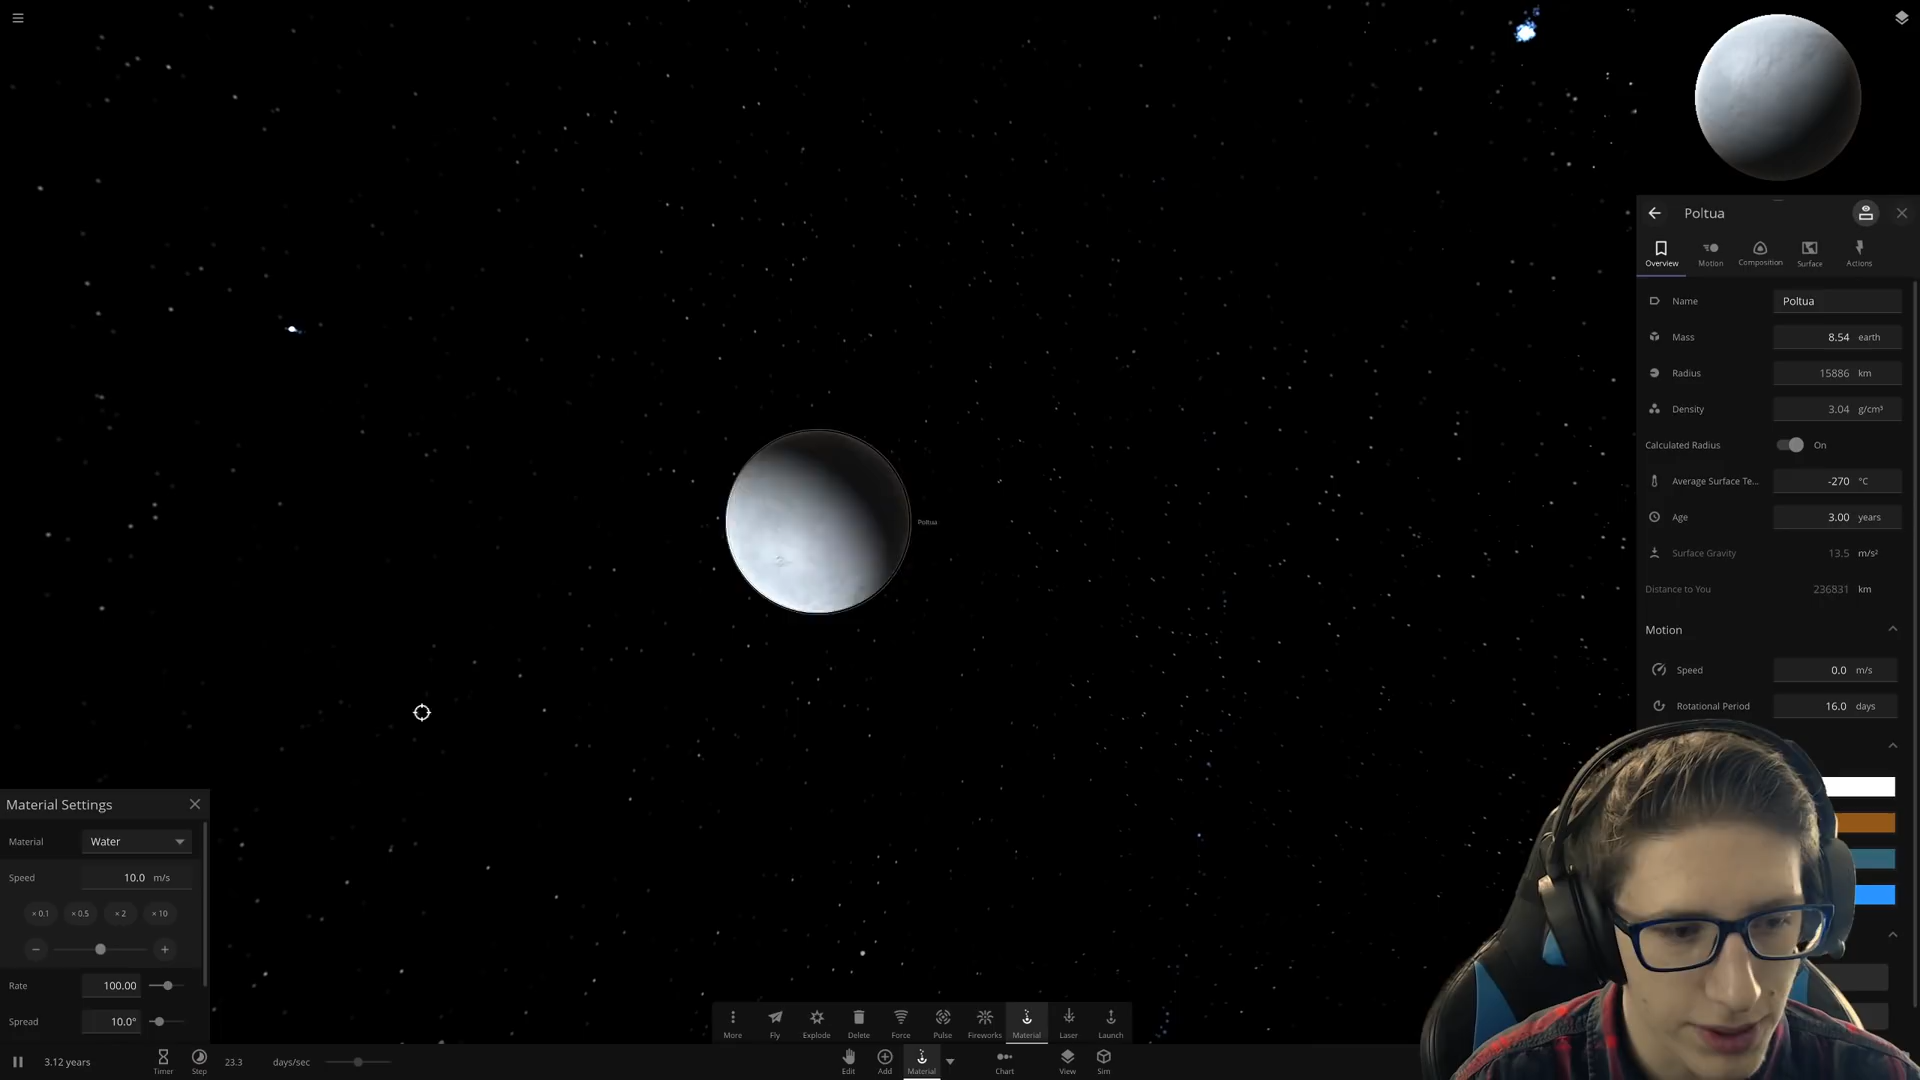 Poltua
Overview
Motion
Composition
Surface
Actions
Name
Poltua
Mass
8.54 earth
Radius
15886 km
Density
3.04 g/cm³
Calculated Radius
On
Average Surface Te...
-270 °C
Age
3.00 years
Surface Gravity
13.5 m/s²
Distance to You
236831 km
Motion
Speed
0.0 m/s
Rotational Period
16.0 days
Poltua
Material Settings
Material
Water
Speed
10.0 m/s
× 0.1
× 0.5
× 2
× 10
Rate
100.00
Spread
10.0°
More
Fly
Explode
Delete
Force
Pulse
Fireworks
Material
Laser
Launch
3.12 years
Timer
Step
23.3
days/sec
Edit
Add
Material
Chart
View
Sim